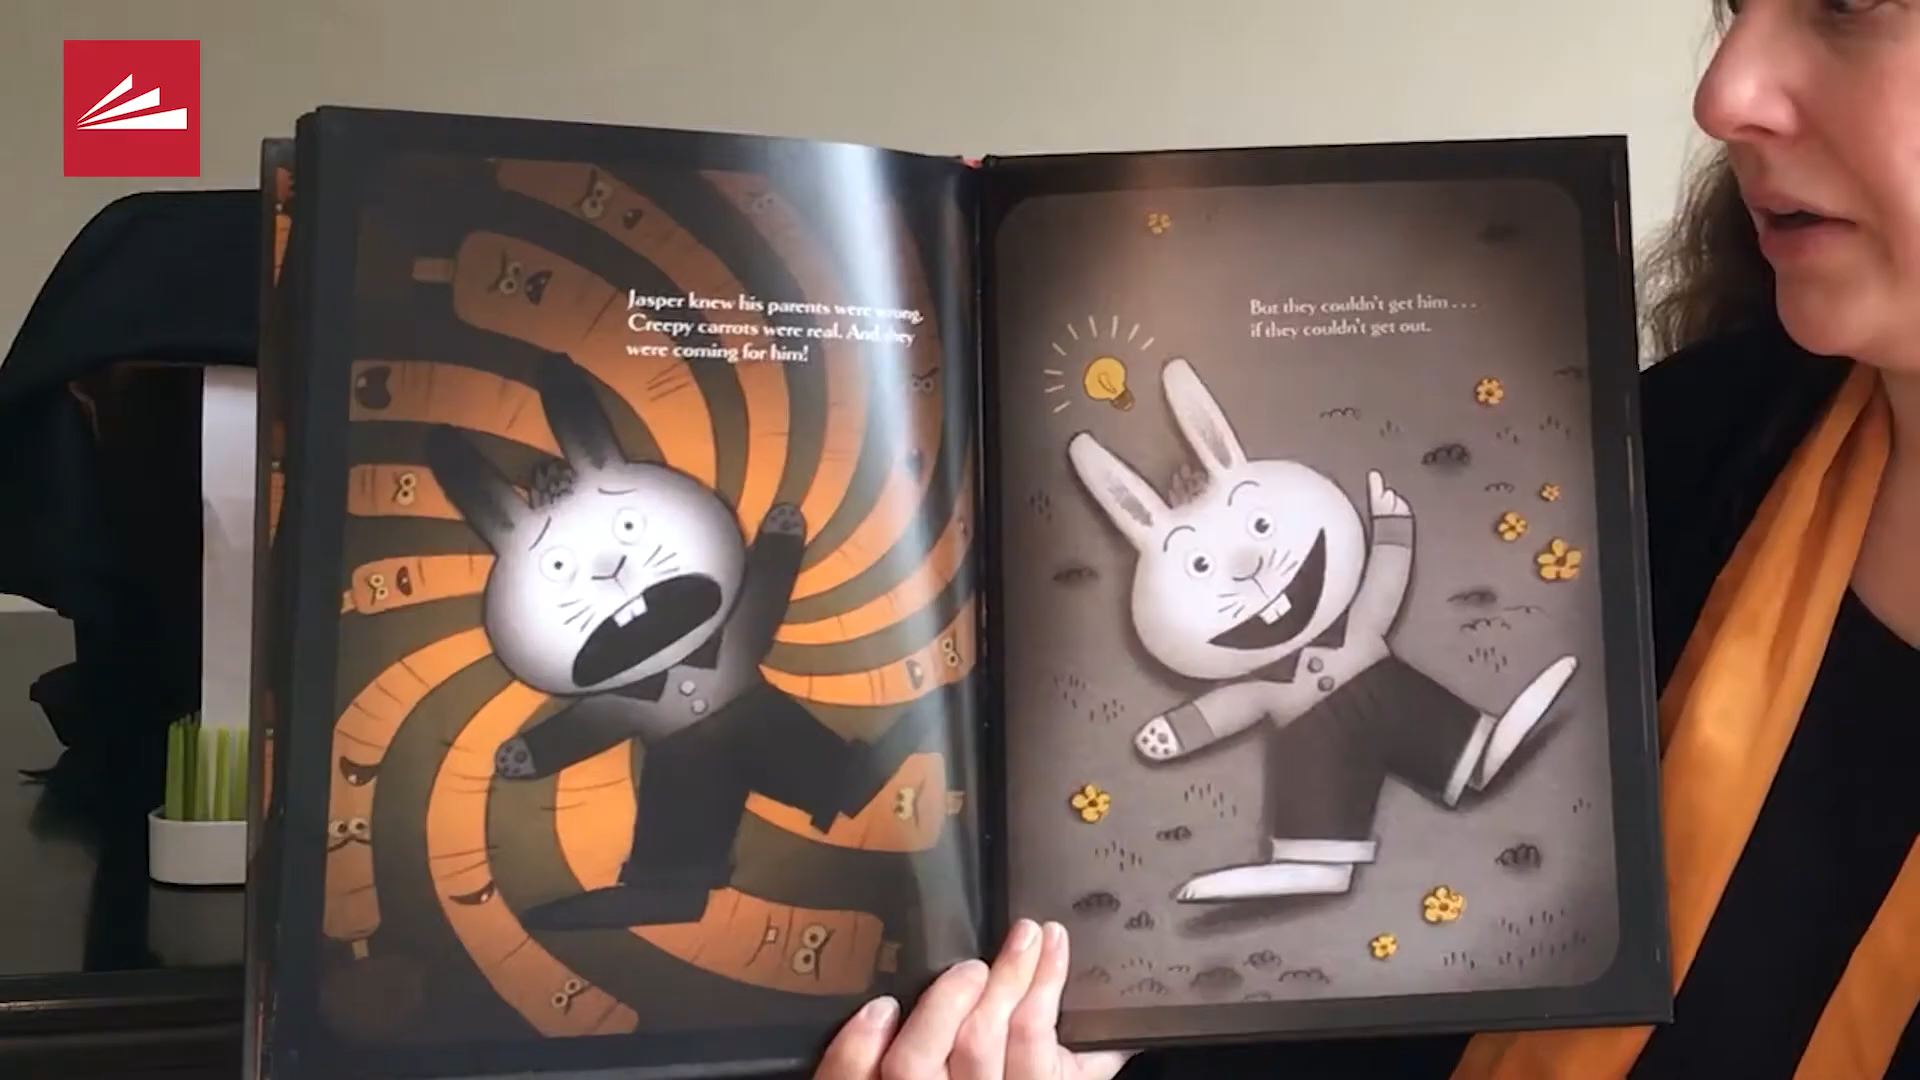 Jasper knew his parents were wrong.
Creepy carrots were real. And they
were coming for him!
But they couldn't get him . . .
if they couldn't get out.